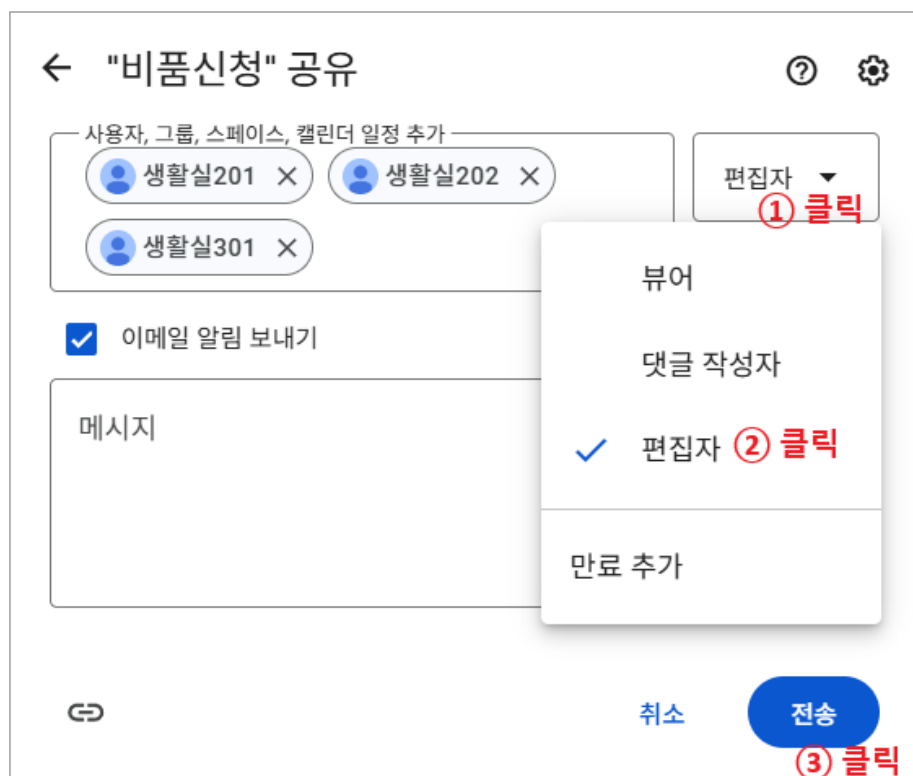 "비품신청" 공유
사용자, 그룹, 스페이스, 캘린더 일정 추가
생활실201 생활실202
편집자
① 클릭
생활실301
뷰어
이메일 알림 보내기
댓글 작성자
메시지
편집자 ② 클릭
만료 추가
취소 전송
③ 클릭